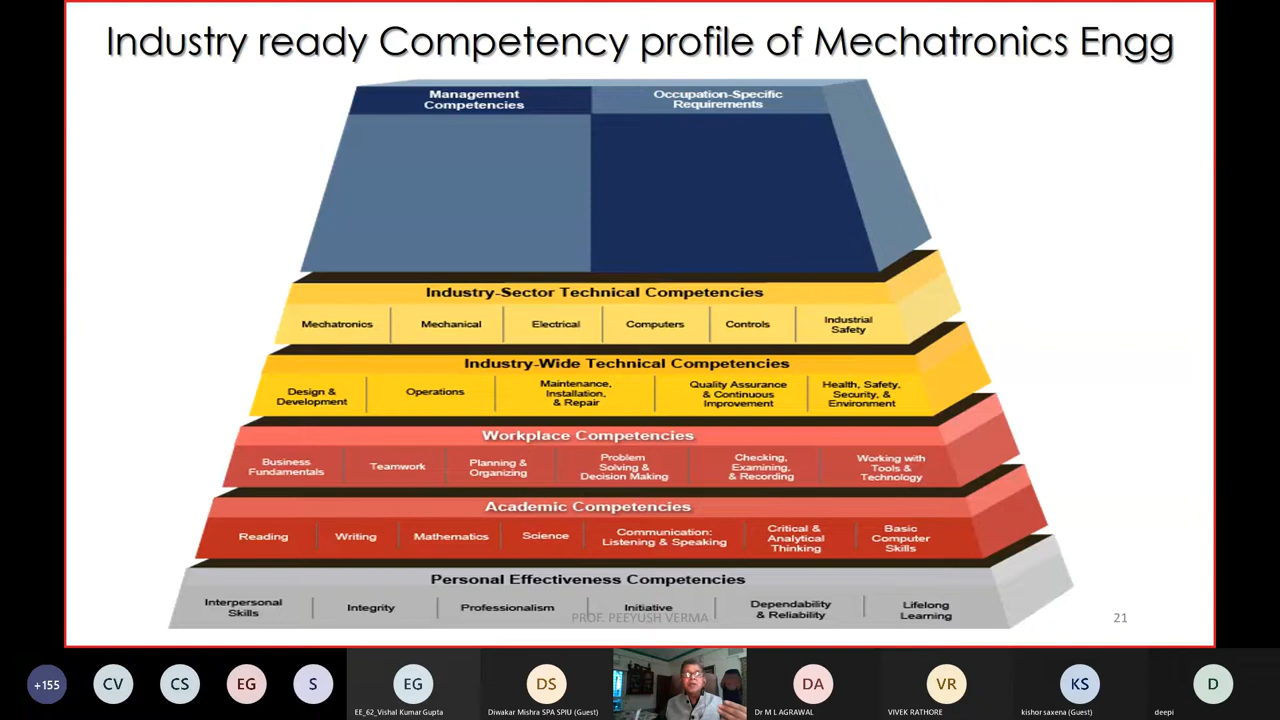 Industry ready Competency profile of Mechatronics Engg
Management
Competencies
Occupation-Specific
Requirements
Industry-Sector Technical Competencies
Mechatronics
Mechanical
Electrical
Computers
Controls
Industrial
Safety
Industry-Wide Technical Competencies
Design &
Development
Operations
Maintenance,
Installation,
& Repair
Quality Assurance
& Continuous
Improvement
Health, Safety,
Security, &
Environment
Workplace Competencies
Business
Fundamentals
Teamwork
Planning &
Organizing
Problem
Solving &
Decision Making
Checking,
Examining,
& Recording
Working with
Tools &
Technology
Academic Competencies
Reading
Writing
Mathematics
Science
Communication:
Listening & Speaking
Critical &
Analytical
Thinking
Basic
Computer
Skills
Personal Effectiveness Competencies
Interpersonal
Skills
Integrity
Professionalism
Initiative
Dependability
& Reliability
Lifelong
Learning
PROF. PEEYUSH VERMA
21
+155
CV
CS
EG
S
EG
EE_62_Vishal Kumar Gupta
DS
Diwakar Mishra SPA SPIU (Guest)
DA
Dr M L AGRAWAL
VR
VIVEK RATHORE
KS
kishor saxena (Guest)
D
deepi